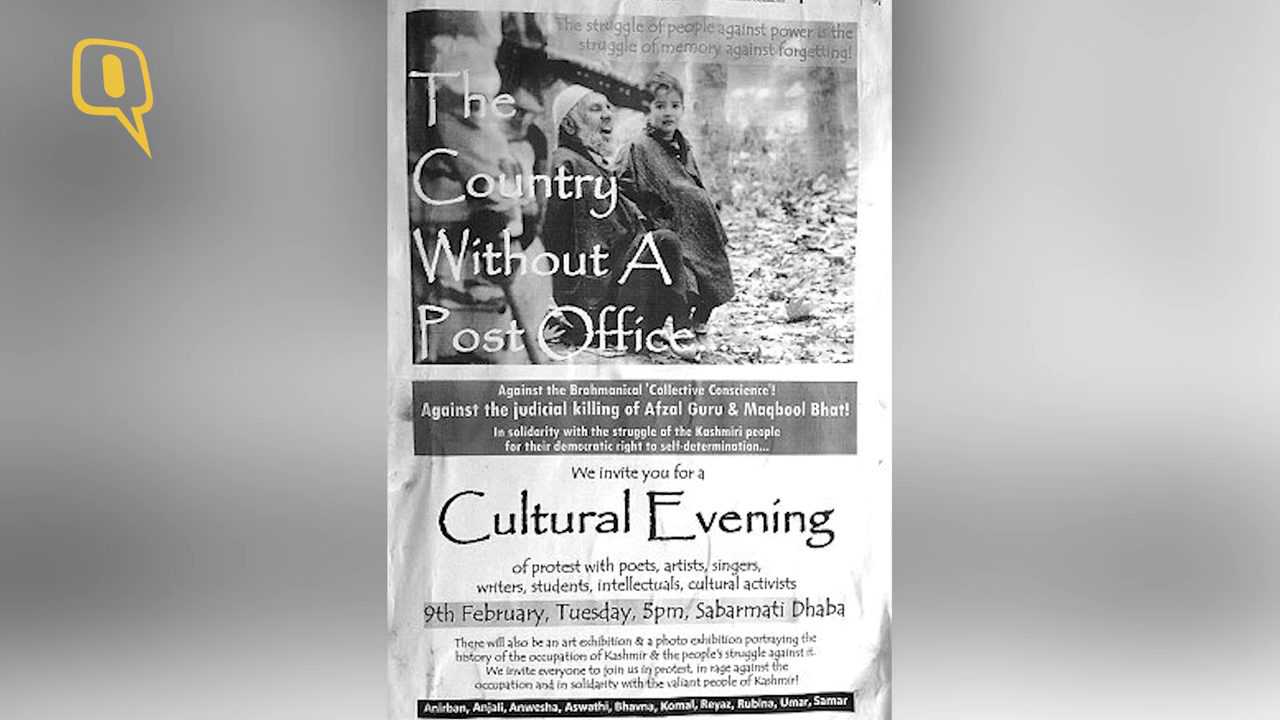 The struggle of people against power is the
struggle of memory against forgetting!
The
Country
Without A
Post Office...
Against the Brahmanical 'Collective Conscience'!
Against the judicial killing of Afzal Guru & Maqbool Bhat!
In solidarity with the struggle of the Kashmiri people
for their democratic right to self-determination...
We invite you for a
Cultural Evening
of protest with poets, artists, singers,
writers, students, intellectuals, cultural activists
9th February, Tuesday, 5pm, Sabarmati Dhaba
There will also be an art exhibition & a photo exhibition portraying the
history of the occupation of Kashmir & the people's struggle against it.
We invite everyone to join us in protest, in rage against the
occupation and in solidarity with the valiant people of Kashmir!
Anirban, Anjali, Anwesha, Aswathi, Bhavna, Komal, Reyaz, Rubina, Umar, Samar